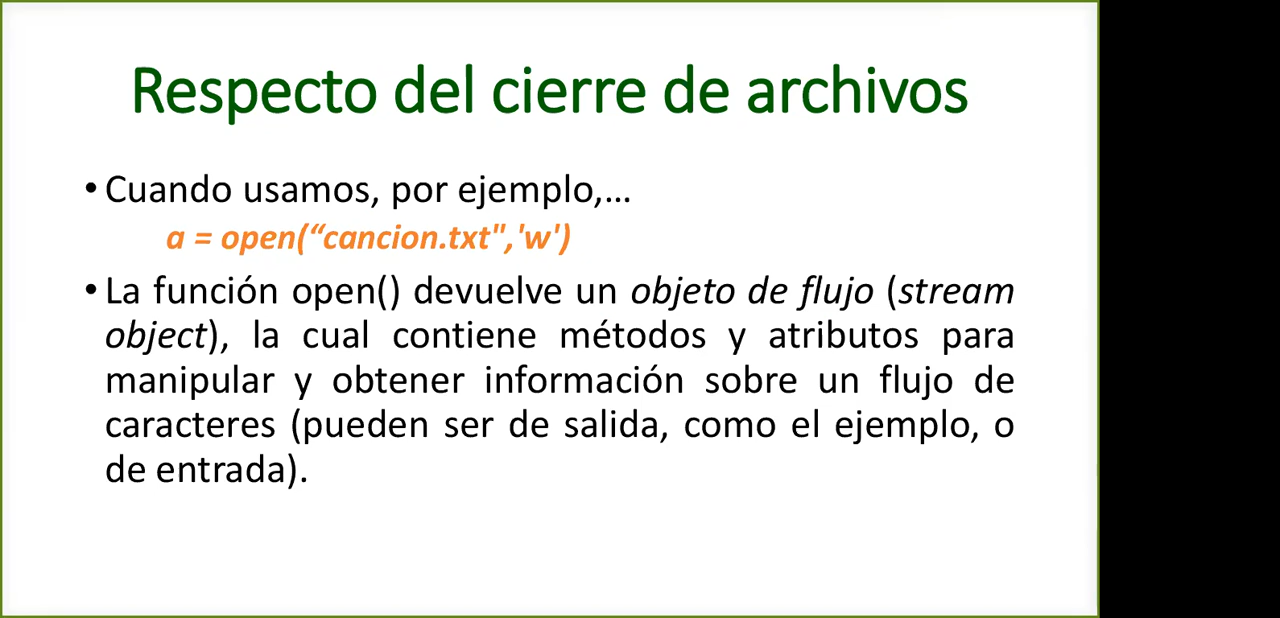 Respecto del cierre de archivos
• Cuando usamos, por ejemplo,...
a = open(“cancion.txt",'w')
• La función open() devuelve un objeto de flujo (stream
object), la cual contiene métodos y atributos para
manipular y obtener información sobre un flujo de
caracteres (pueden ser de salida, como el ejemplo, o
de entrada).